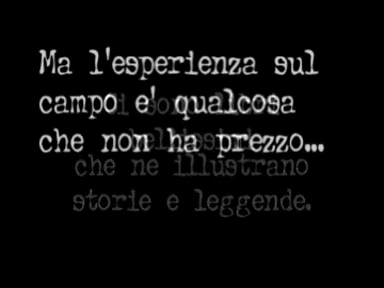 Ma l'esperienza sul
campo e' qualcosa
che non ha prezzo...
che ne illustrano
storie e leggende.